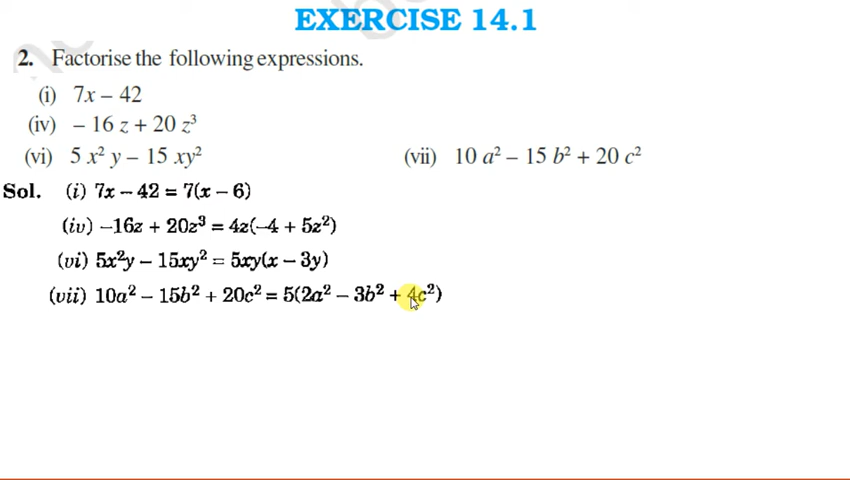 EXERCISE 14.1
2. Factorise the following expressions.
(i) 7x – 42
(iv) – 16 z + 20 z³
(vi) 5 x² y – 15 xy² (vii) 10 a² – 15 b² + 20 c²
Sol. (i) 7x – 42 = 7(x – 6)
(iv) –16z + 20z³ = 4z(–4 + 5z²)
(vi) 5x²y – 15xy² = 5xy(x – 3y)
(vii) 10a² – 15b² + 20c² = 5(2a² – 3b² + 4c²)